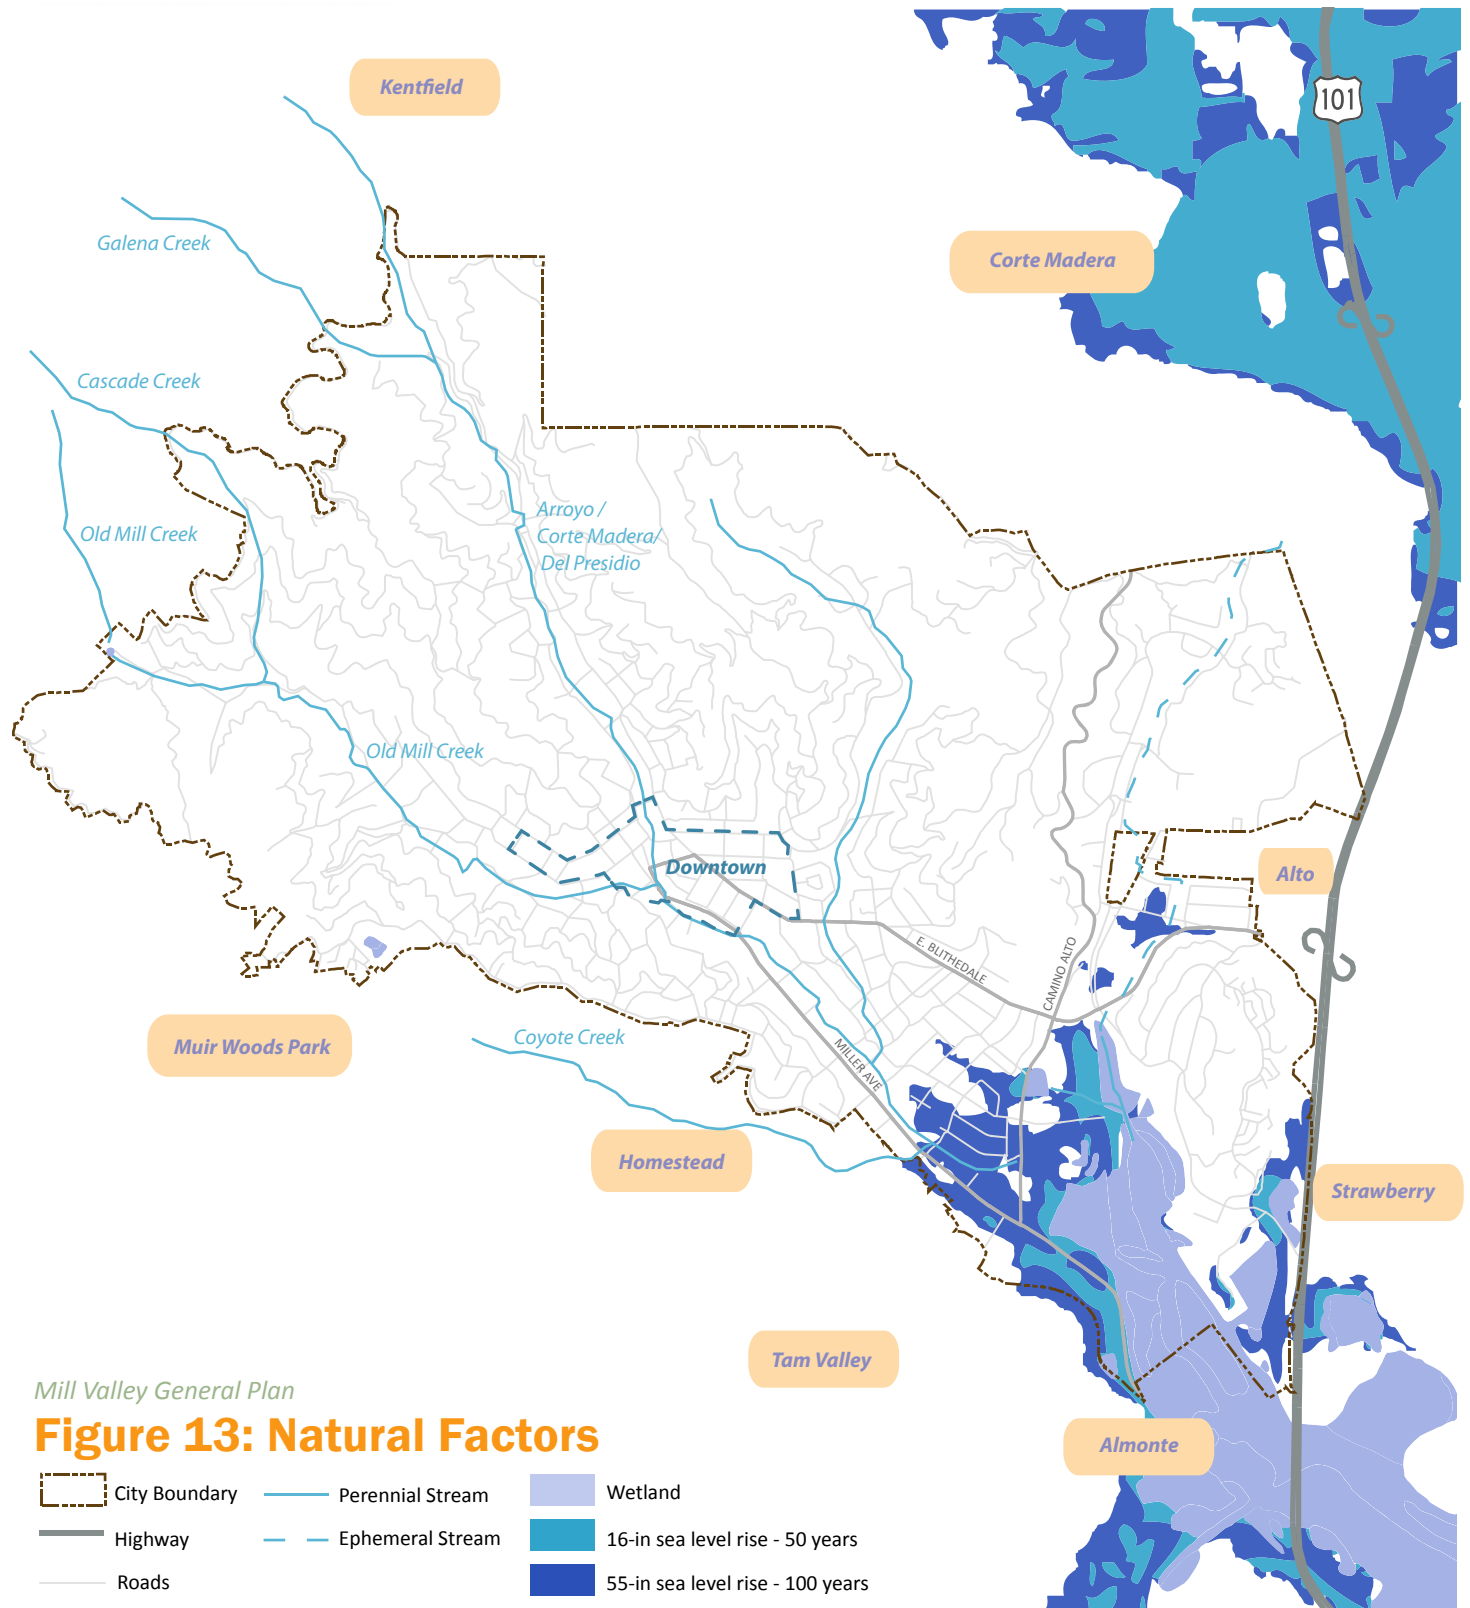 Kentfield
101
Galena Creek
Corte Madera
Cascade Creek
Arroyo /
Corte Madera/
Del Presidio
Old Mill Creek
Old Mill Creek
Downtown
Alto
E. BLITHEDALE
CAMINO ALTO
Muir Woods Park
Coyote Creek
MILLER AVE
Homestead
Strawberry
Tam Valley
Almonte
Mill Valley General Plan
Figure 13: Natural Factors
City Boundary
Highway
Roads
Perennial Stream
Ephemeral Stream
Wetland
16-in sea level rise - 50 years
55-in sea level rise - 100 years